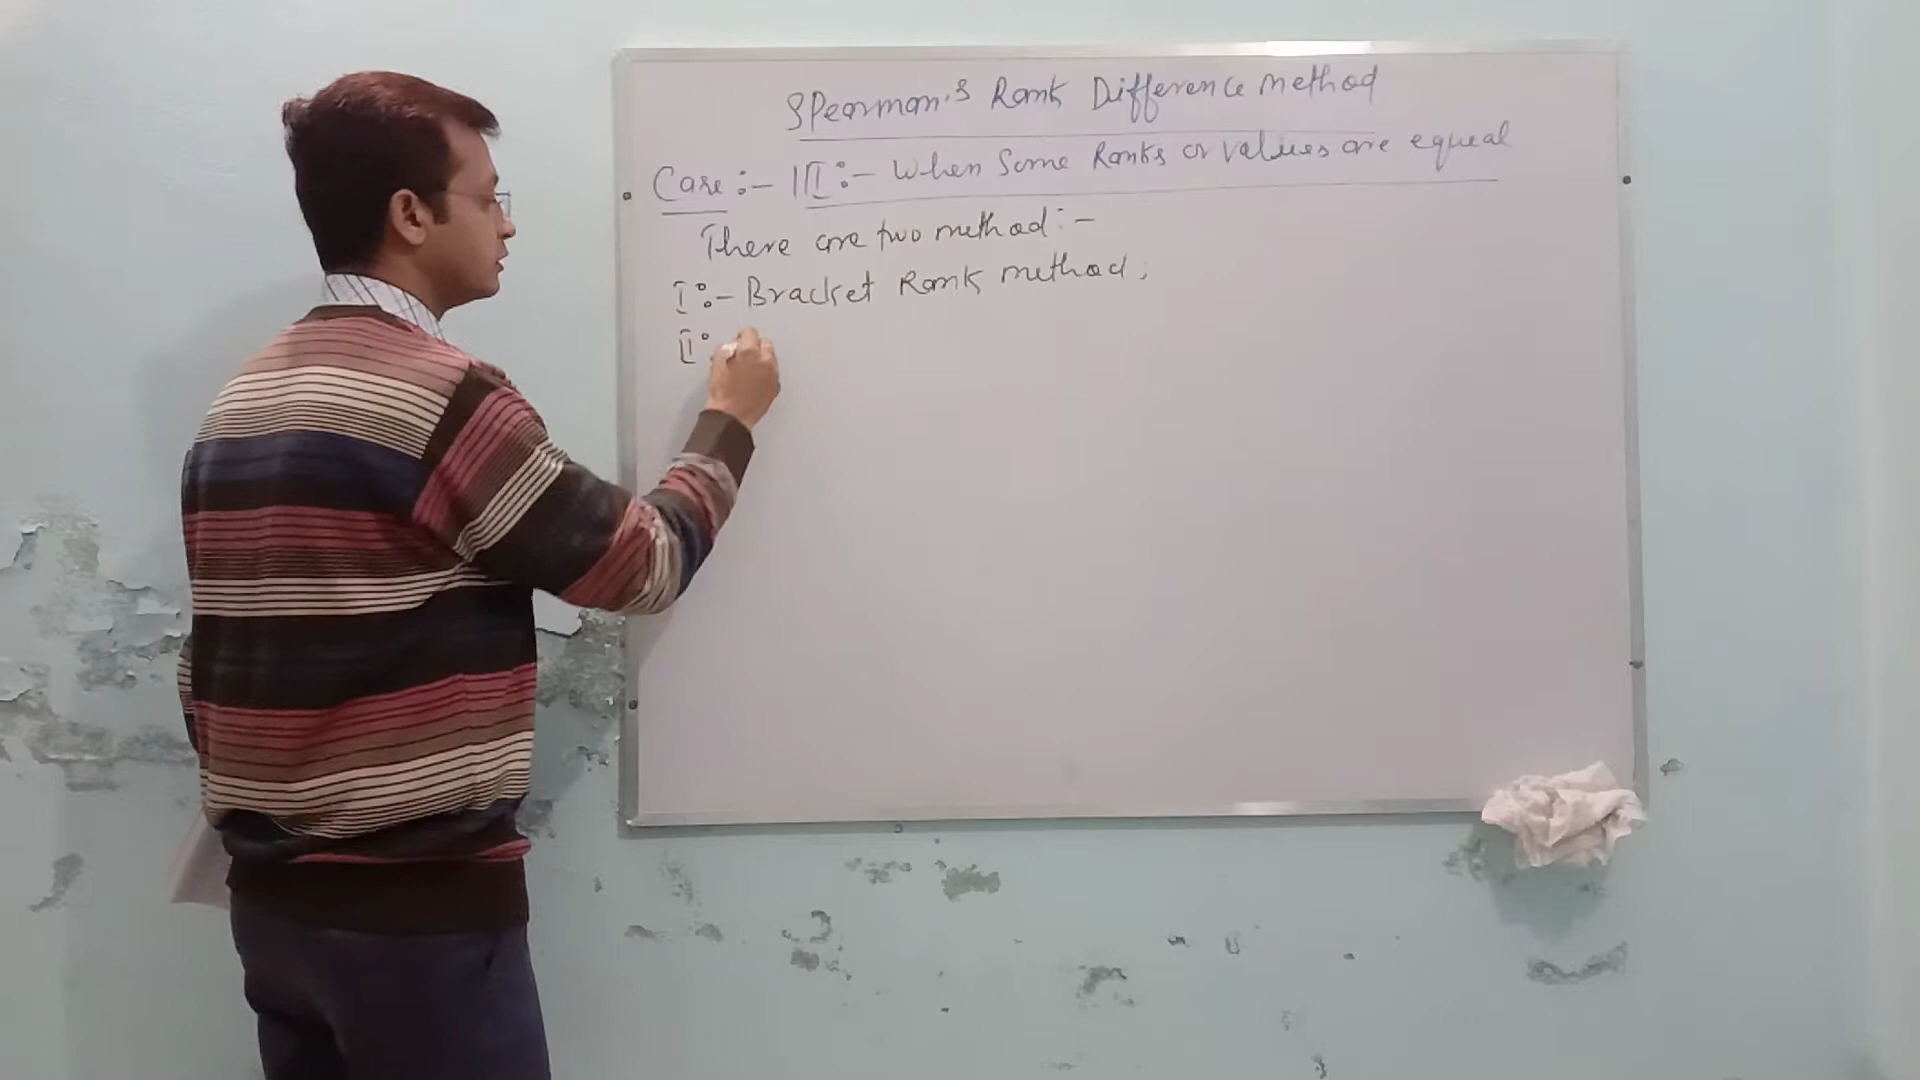 Spearman's Rank Difference method
Case :- III :- When Some Ranks or values are equal
There are two method :-
I :- Bracket Rank method,
II :